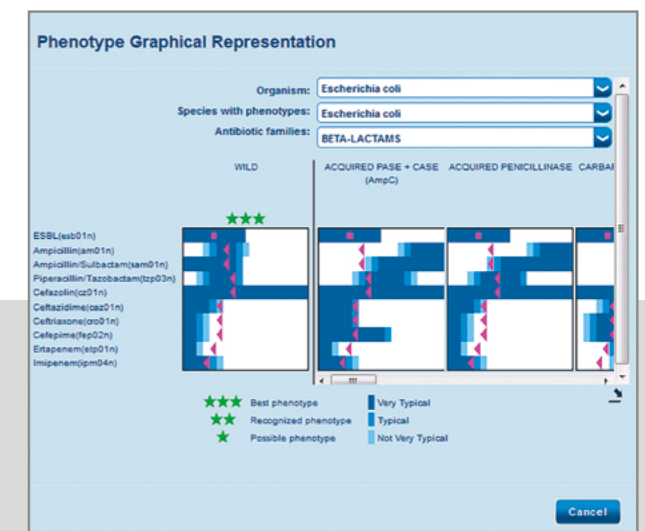 Phenotype Graphical Representation
Organism: Escherichia coli
Species with phenotypes: Escherichia coli
Antibiotic families: BETA-LACTAMS
WILD
ACQUIRED PASE + CASE (AmpC)
ACQUIRED PENICILLINASE
CARBA
ESBL(esb01n)
Ampicillin(am01n)
Ampicillin/Sulbactam(sam01n)
Piperacillin/Tazobactam(tzp03n)
Cefazolin(cz01n)
Ceftazidime(caz01n)
Ceftriaxone(cro01n)
Cefepime(fep02n)
Ertapenem(etp01n)
Imipenem(ipm04n)
Best phenotype
Recognized phenotype
Possible phenotype
Very Typical
Typical
Not Very Typical
Cancel